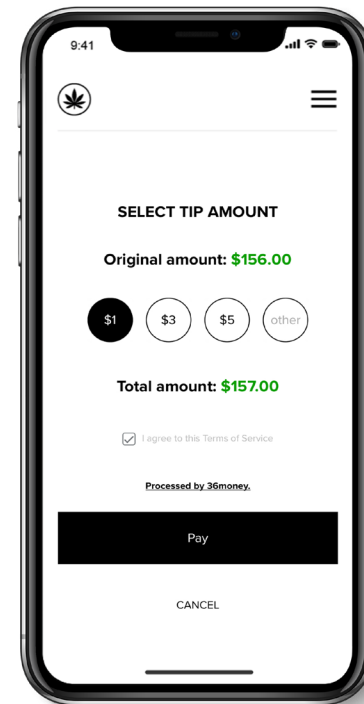 9:41
SELECT TIP AMOUNT
Original amount: $156.00
$1 $3 $5 other
Total amount: $157.00
I agree to this Terms of Service
Processed by 36money.
Pay
CANCEL